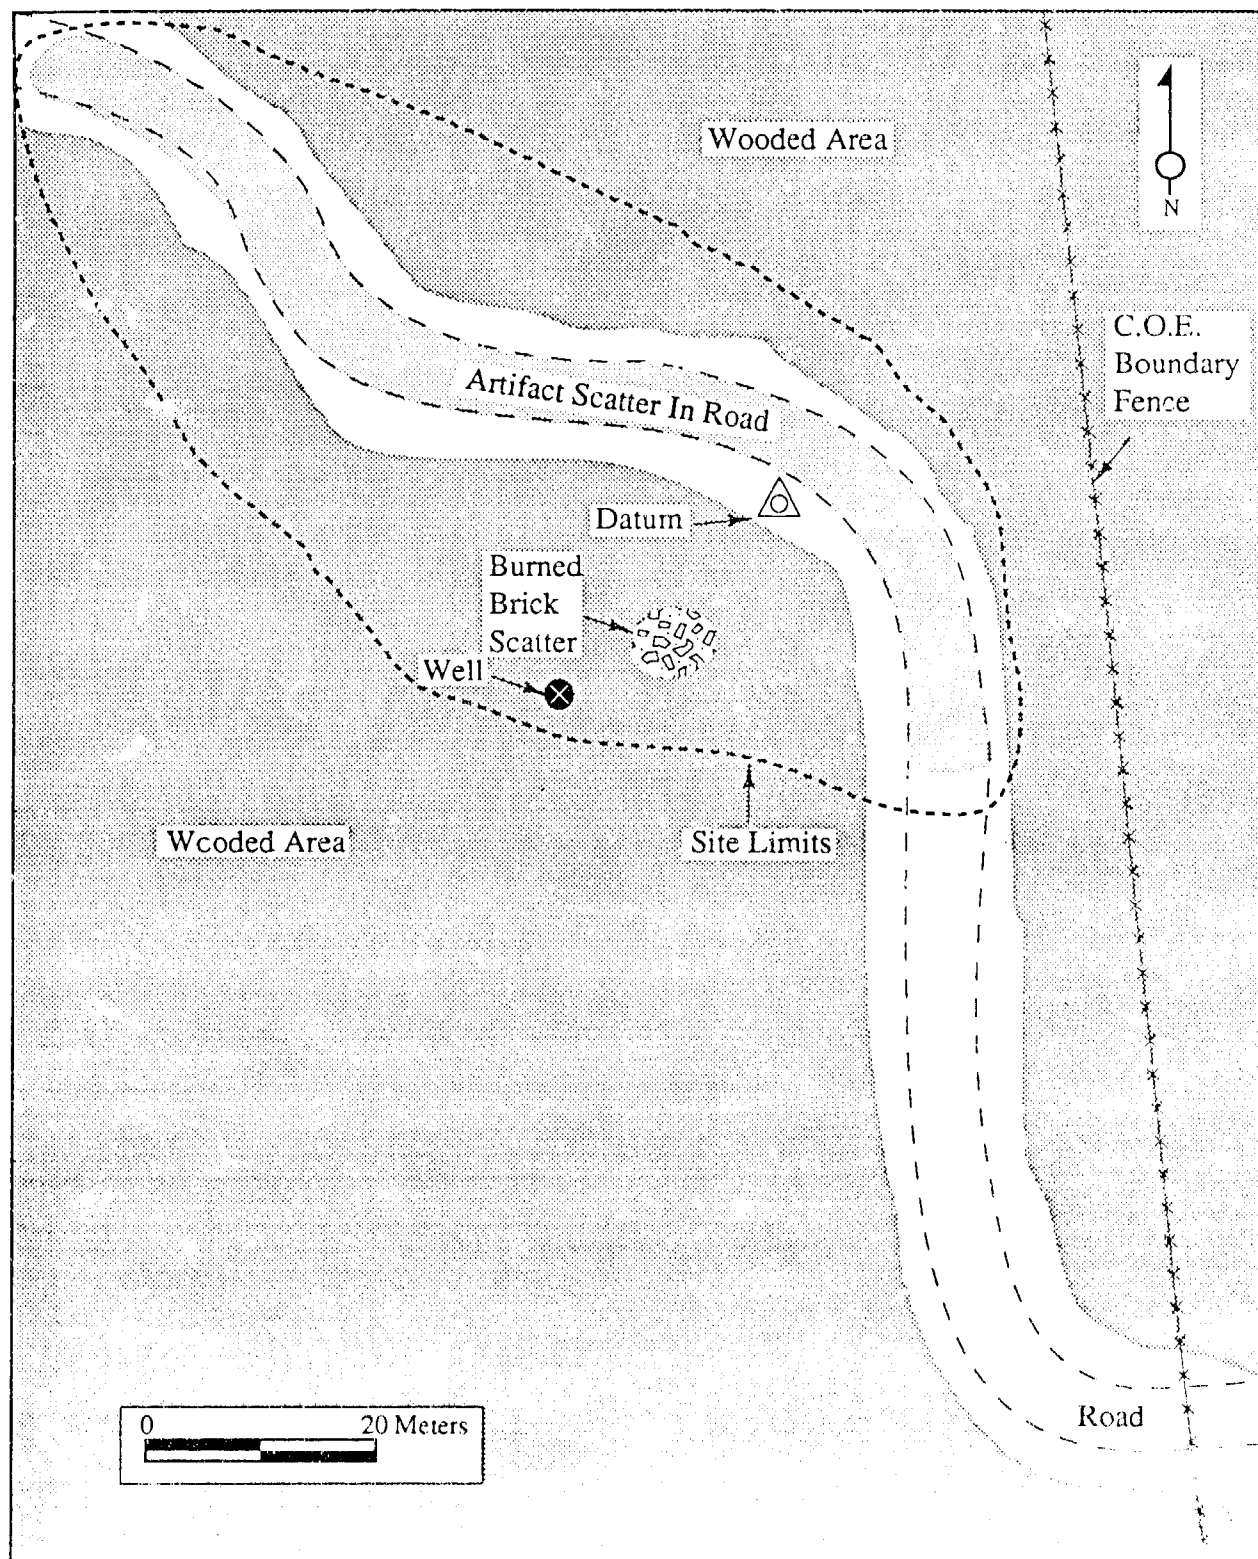 Wooded Area
N
C.O.E.
Boundary
Fence
Artifact Scatter In Road
Datum
Burned
Brick
Scatter
Well
Wooded Area
Site Limits
0 20 Meters
Road